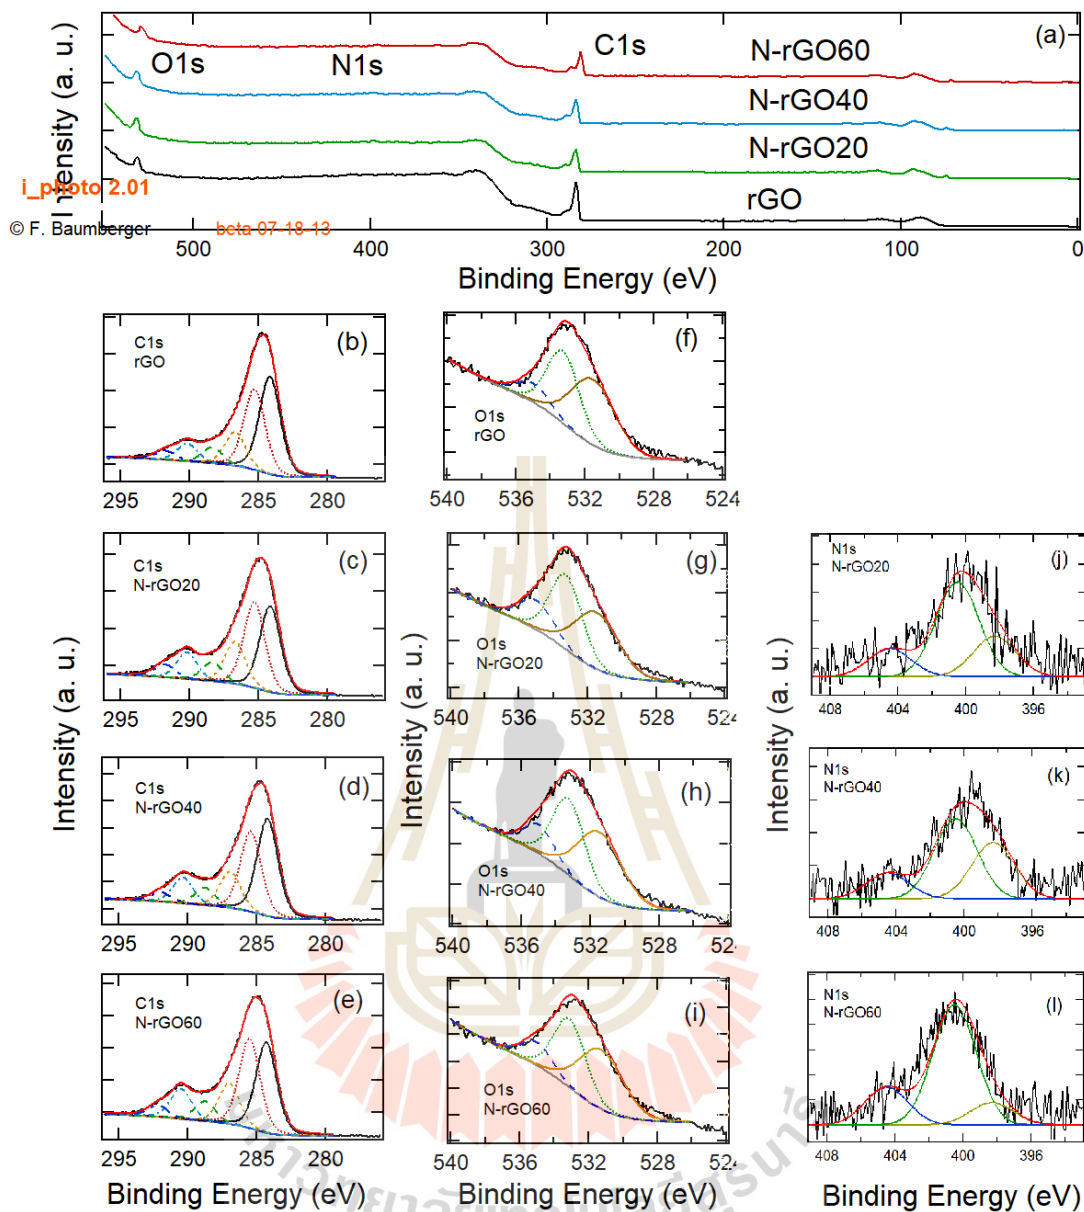 Intensity (a. u.)
(a)
O1s
N1s
C1s
N-rGO60
N-rGO40
N-rGO20
rGO
i_photo 2.01
© F. Baumberger beta 07-18-13
500 400 300 200 100 0
Binding Energy (eV)
(b)
C1s
rGO
295 290 285 280
(f)
O1s
rGO
540 536 532 528 524
(c)
C1s
N-rGO20
295 290 285 280
(g)
O1s
N-rGO20
540 536 532 528 524
(j)
N1s
N-rGO20
408 404 400 396
Intensity (a. u.)
Intensity (a. u.)
Intensity (a. u.)
(d)
C1s
N-rGO40
295 290 285 280
(h)
O1s
N-rGO40
540 536 532 528 52
(k)
N1s
N-rGO40
408 404 400 396
(e)
C1s
N-rGO60
295 290 285 280
(i)
O1s
N-rGO60
540 536 532 528 524
(l)
N1s
N-rGO60
408 404 400 396
Binding Energy (eV)
Binding Energy (eV)
Binding Energy (eV)